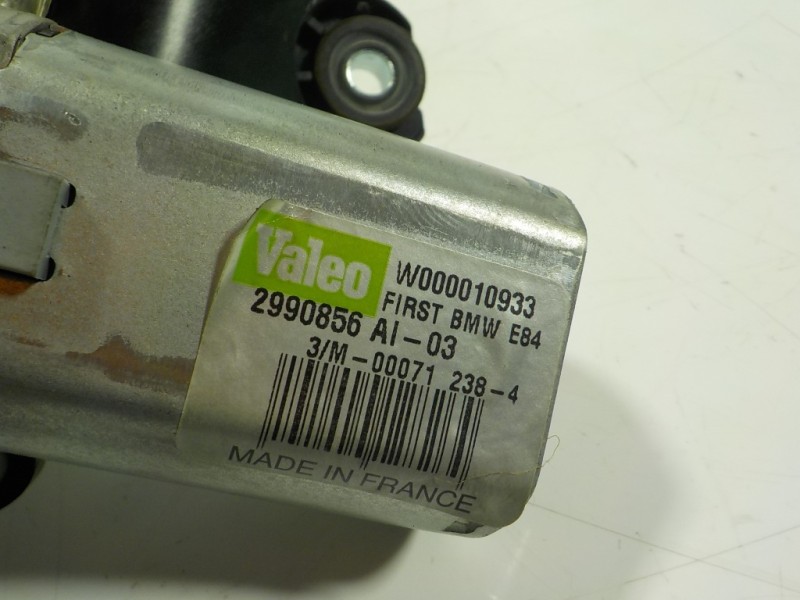 Valeo W000010933
FIRST BMW E84
2990856 AI-03
3/M-00071 238-4
MADE IN FRANCE